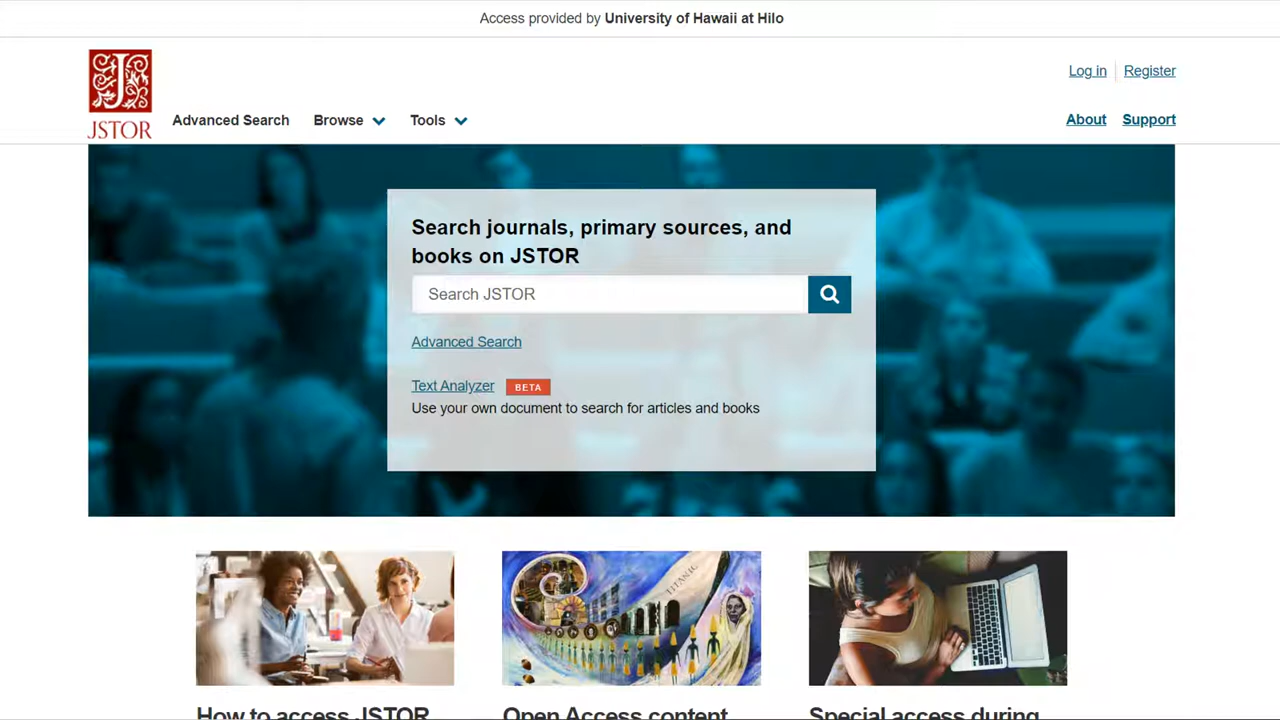 Access provided by University of Hawaii at Hilo
Log in Register
JSTOR
Advanced Search Browse Tools
About Support
Search journals, primary sources, and
books on JSTOR
Search JSTOR
Advanced Search
Text Analyzer BETA
Use your own document to search for articles and books
TITANIC
How to access JSTOR
Open Access content
Special access during